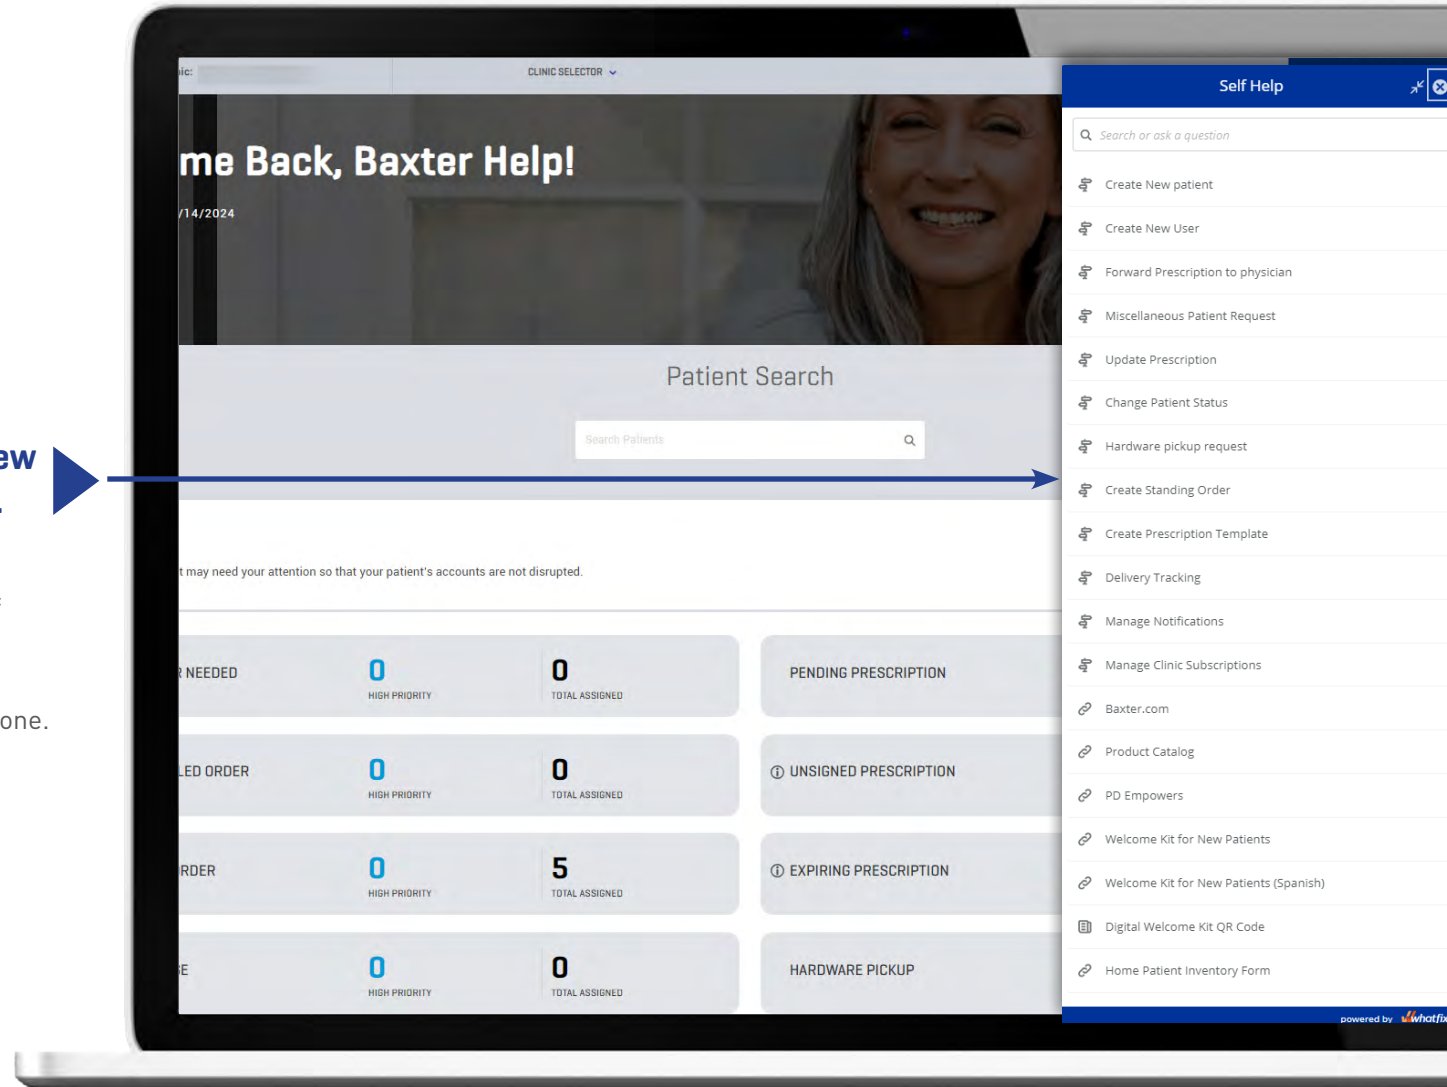 ew
.
one.
ic:
CLINIC SELECTOR
me Back, Baxter Help!
/14/2024
Patient Search
Search Patients
t may need your attention so that your patient's accounts are not disrupted.
R NEEDED
0
HIGH PRIORITY
0
TOTAL ASSIGNED
PENDING PRESCRIPTION
LED ORDER
0
HIGH PRIORITY
0
TOTAL ASSIGNED
UNSIGNED PRESCRIPTION
RDER
0
HIGH PRIORITY
5
TOTAL ASSIGNED
EXPIRING PRESCRIPTION
GE
0
HIGH PRIORITY
0
TOTAL ASSIGNED
HARDWARE PICKUP
Self Help
Search or ask a question
Create New patient
Create New User
Forward Prescription to physician
Miscellaneous Patient Request
Update Prescription
Change Patient Status
Hardware pickup request
Create Standing Order
Create Prescription Template
Delivery Tracking
Manage Notifications
Manage Clinic Subscriptions
Baxter.com
Product Catalog
PD Empowers
Welcome Kit for New Patients
Welcome Kit for New Patients (Spanish)
Digital Welcome Kit QR Code
Home Patient Inventory Form
powered by whatfix